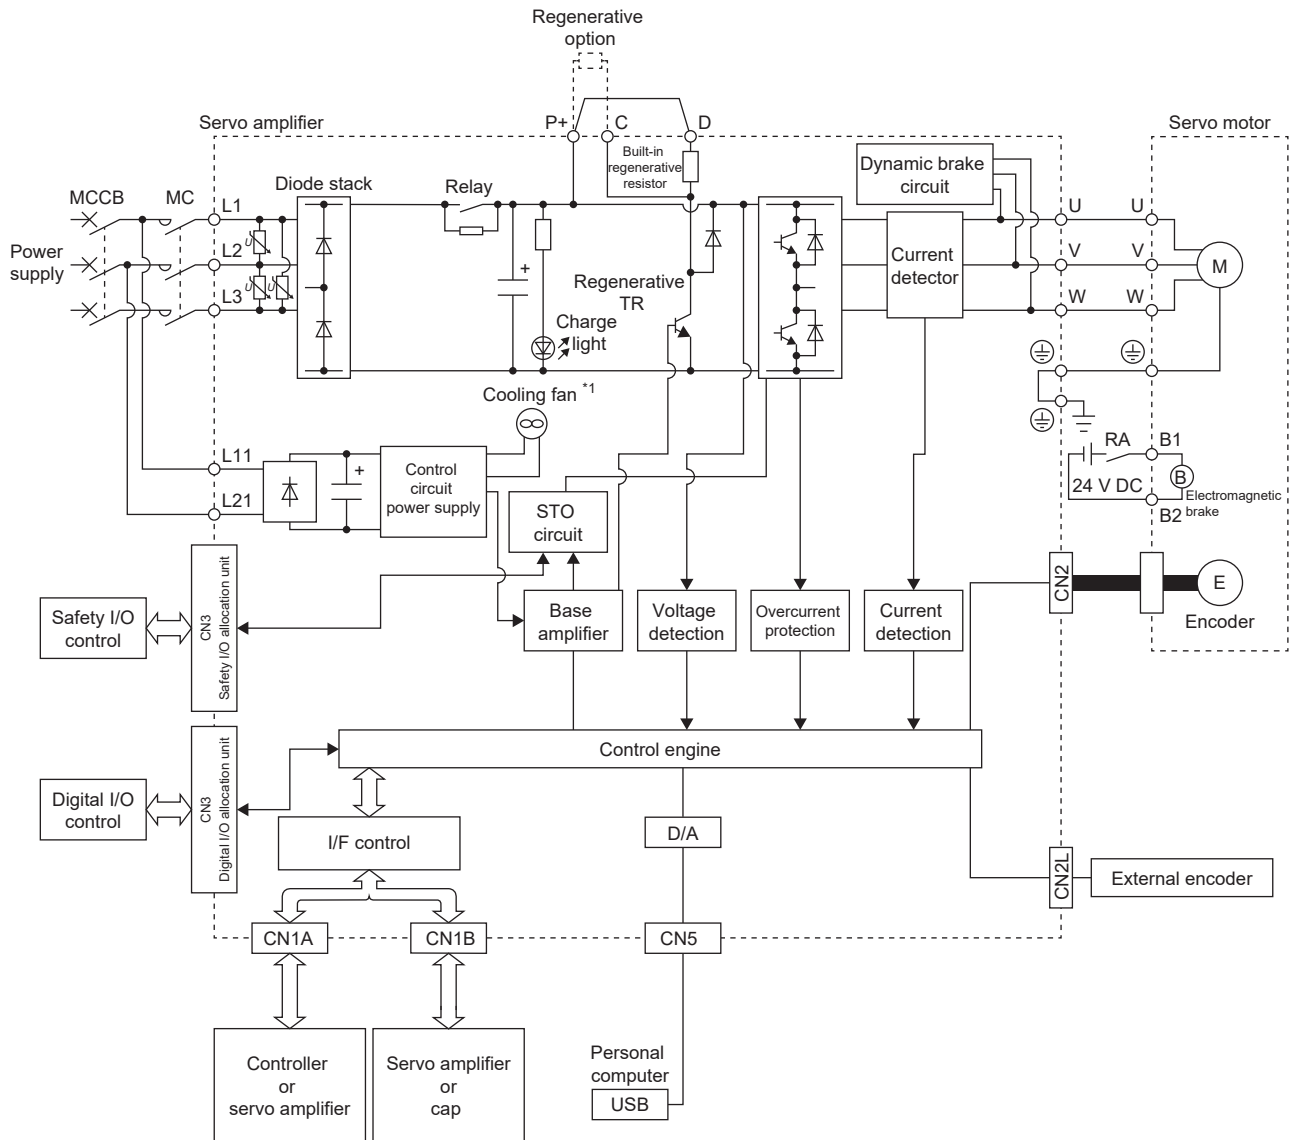 Regenerative
option
Servo amplifier
P+
C
D
Servo motor
Built-in
regenerative
resistor
Dynamic brake
circuit
MCCB
MC
Diode stack
Relay
L1
U
U
Power
supply
L2
U
+
Current
detector
V
V
M
Regenerative
TR
L3
U
U
W
W
Charge
light
Cooling fan *1
RA
B1
L11
+
Control
circuit
power supply
24 V DC
B
Electromagnetic
brake
L21
B2
STO
circuit
CN2
E
Encoder
Safety I/O
control
CN3
Safety I/O allocation unit
Base
amplifier
Voltage
detection
Overcurrent
protection
Current
detection
Control engine
Digital I/O
control
CN3
Digital I/O allocation unit
I/F control
D/A
CN2L
External encoder
CN1A
CN1B
CN5
Controller
or
servo amplifier
Servo amplifier
or
cap
Personal
computer
USB